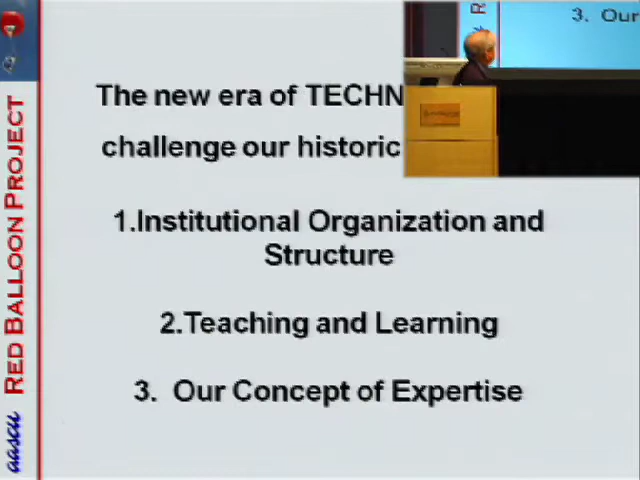 The new era of TECHN
challenge our historic
1.Institutional Organization and
Structure
2.Teaching and Learning
3. Our Concept of Expertise
aascu RED BALLOON PROJECT
3. Our
R